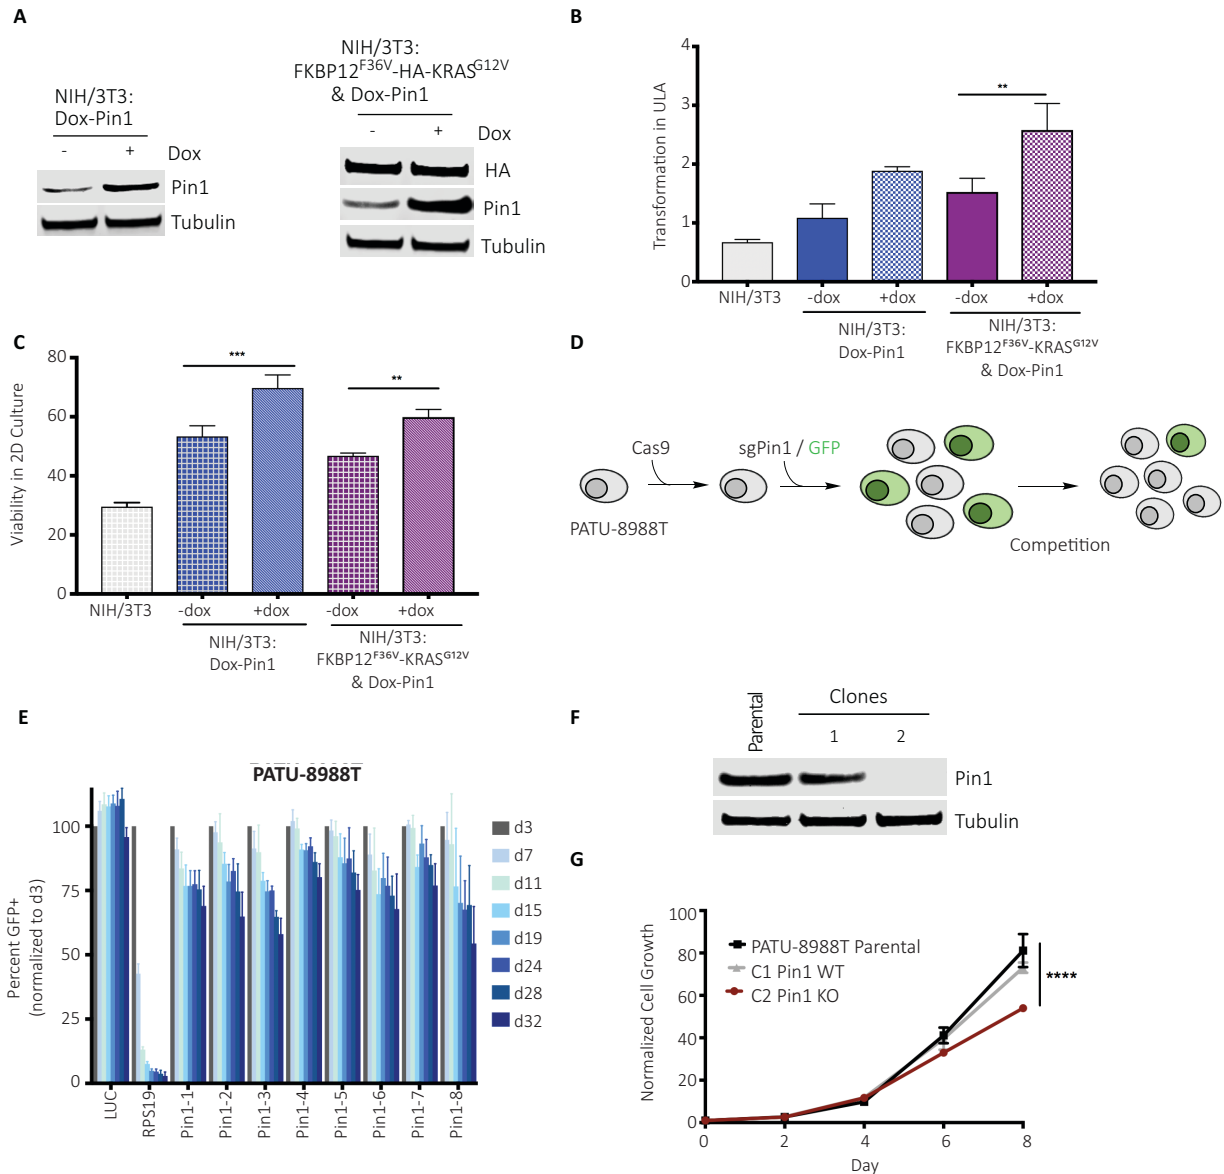 A
NIH/3T3:
Dox-Pin1
- + Dox
Pin1
Tubulin
NIH/3T3:
FKBP12F36V-HA-KRASG12V
& Dox-Pin1
- + Dox
HA
Pin1
Tubulin
B
Transformation in ULA
4
3
2
1
0
**
NIH/3T3 -dox +dox -dox +dox
NIH/3T3:
Dox-Pin1
NIH/3T3:
FKBP12F36V-KRASG12V
& Dox-Pin1
C
Viability in 2D Culture
80
60
40
20
0
***
**
NIH/3T3 -dox +dox -dox +dox
NIH/3T3:
Dox-Pin1
NIH/3T3:
FKBP12F36V-KRASG12V
& Dox-Pin1
D
Cas9
sgPin1 / GFP
PATU-8988T
Competition
E
PATU-8988T
Percent GFP+
(normalized to d3)
100
75
50
25
0
LUC
RPS19
Pin1-1
Pin1-2
Pin1-3
Pin1-4
Pin1-5
Pin1-6
Pin1-7
Pin1-8
d3
d7
d11
d15
d19
d24
d28
d32
F
Parental
Clones
1 2
Pin1
Tubulin
G
Normalized Cell Growth
100
80
60
40
20
0
PATU-8988T Parental
C1 Pin1 WT
C2 Pin1 KO
****
0 2 4 6 8
Day